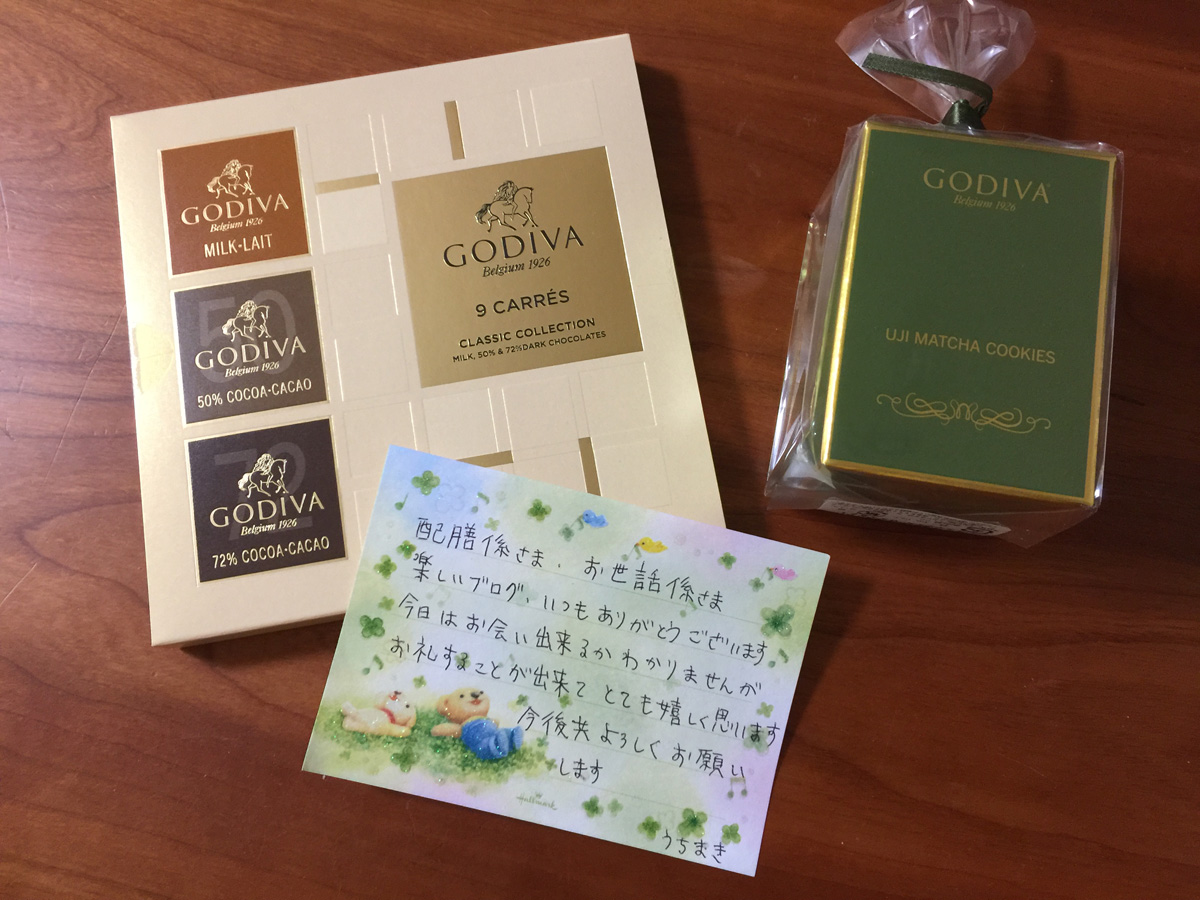 GODIVA
Belgium 1926
MILK-LAIT
50
GODIVA
Belgium 1926
50% COCOA-CACAO
72
GODIVA
Belgium 1926
72% COCOA-CACAO
GODIVA
Belgium 1926
9 CARRÉS
CLASSIC COLLECTION
MILK, 50% & 72% DARK CHOCOLATES
GODIVA
Belgium 1926
UJI MATCHA COOKIES
配膳係さま、お世話係さま
楽しいブログ、いつもありがとうございます
今日はお会い出来るかわかりませんが
お礼することが出来て とても嬉しく思います
今後共よろしくお願い
します
うちまき
Hallmark